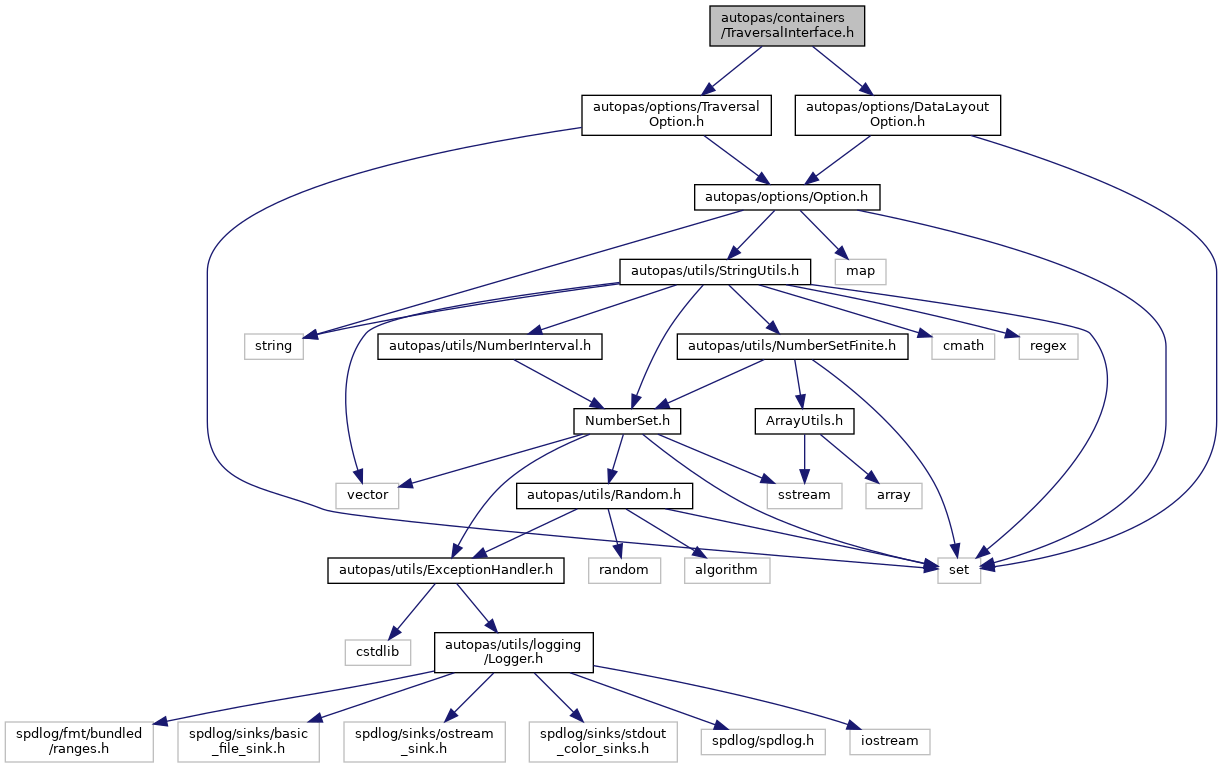 autopas/containers
/TraversalInterface.h
autopas/options/Traversal
Option.h
autopas/options/DataLayout
Option.h
autopas/options/Option.h
autopas/utils/StringUtils.h
map
string
autopas/utils/NumberInterval.h
autopas/utils/NumberSetFinite.h
cmath
regex
NumberSet.h
ArrayUtils.h
vector
autopas/utils/Random.h
sstream
array
autopas/utils/ExceptionHandler.h
random
algorithm
set
cstdlib
autopas/utils/logging
/Logger.h
spdlog/fmt/bundled
/ranges.h
spdlog/sinks/basic
_file_sink.h
spdlog/sinks/ostream
_sink.h
spdlog/sinks/stdout
_color_sinks.h
spdlog/spdlog.h
iostream